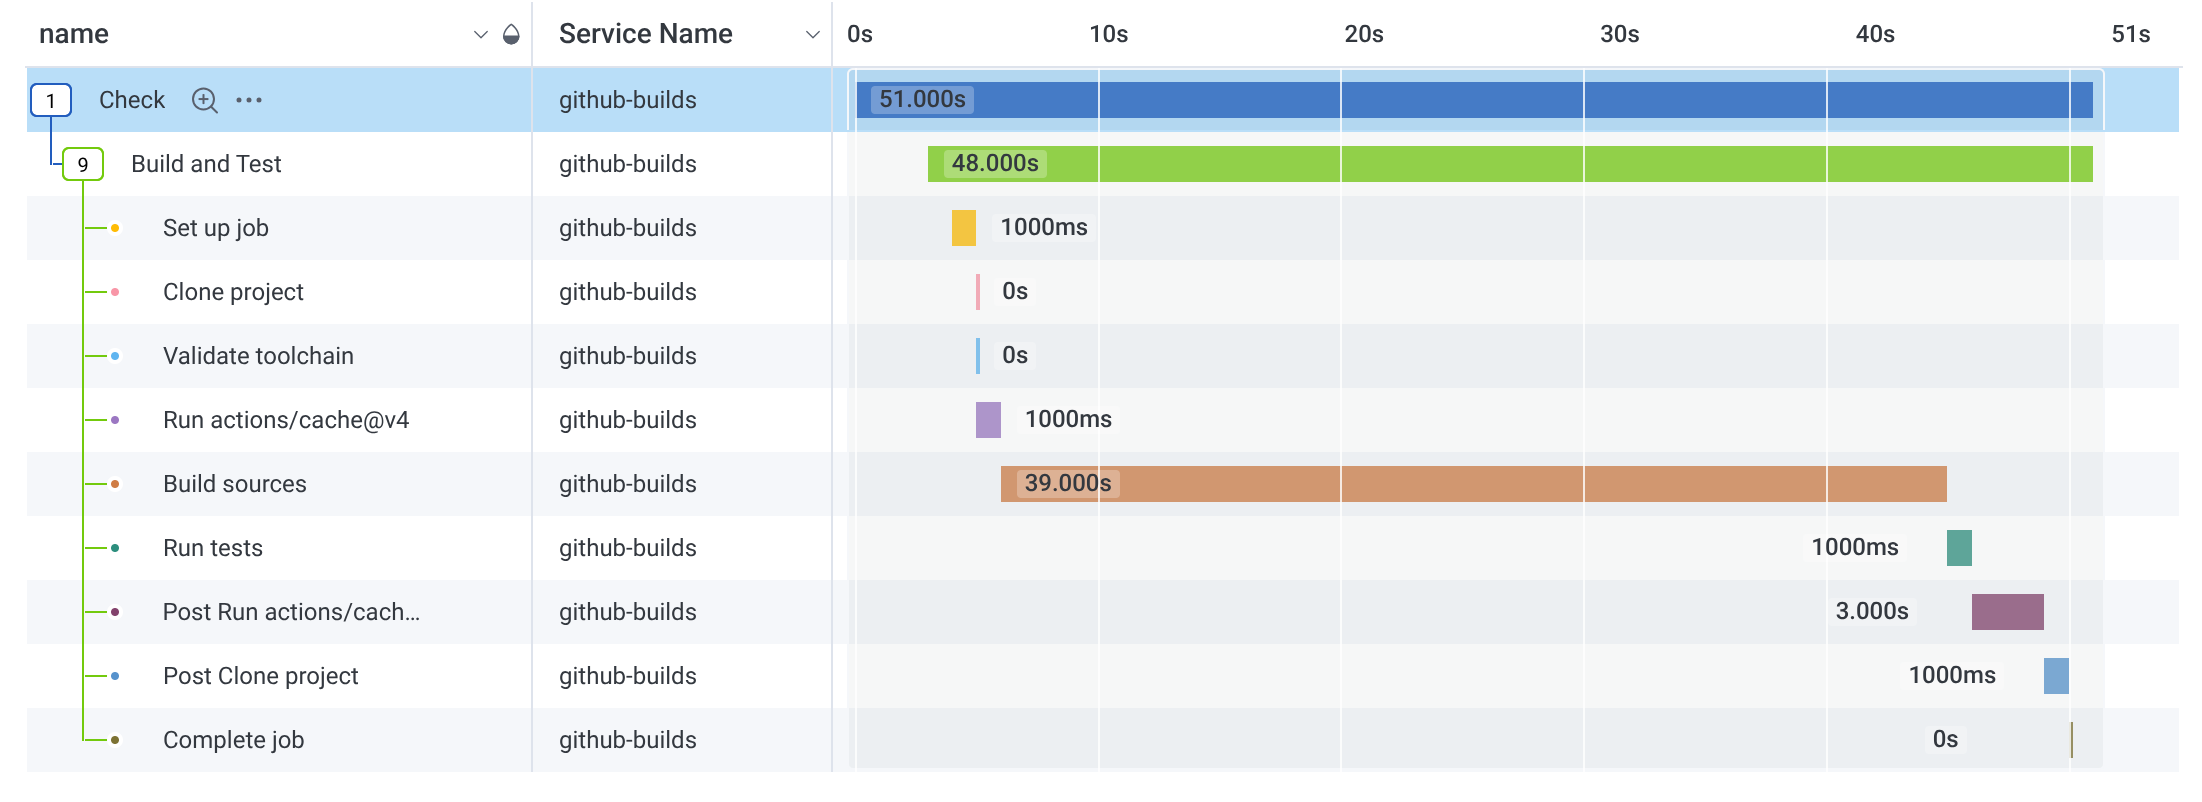 name Service Name 0s 10s 20s 30s 40s 51s
1 Check github-builds 51.000s
9 Build and Test github-builds 48.000s
Set up job github-builds 1000ms
Clone project github-builds 0s
Validate toolchain github-builds 0s
Run actions/cache@v4 github-builds 1000ms
Build sources github-builds 39.000s
Run tests github-builds 1000ms
Post Run actions/cach… github-builds 3.000s
Post Clone project github-builds 1000ms
Complete job github-builds 0s